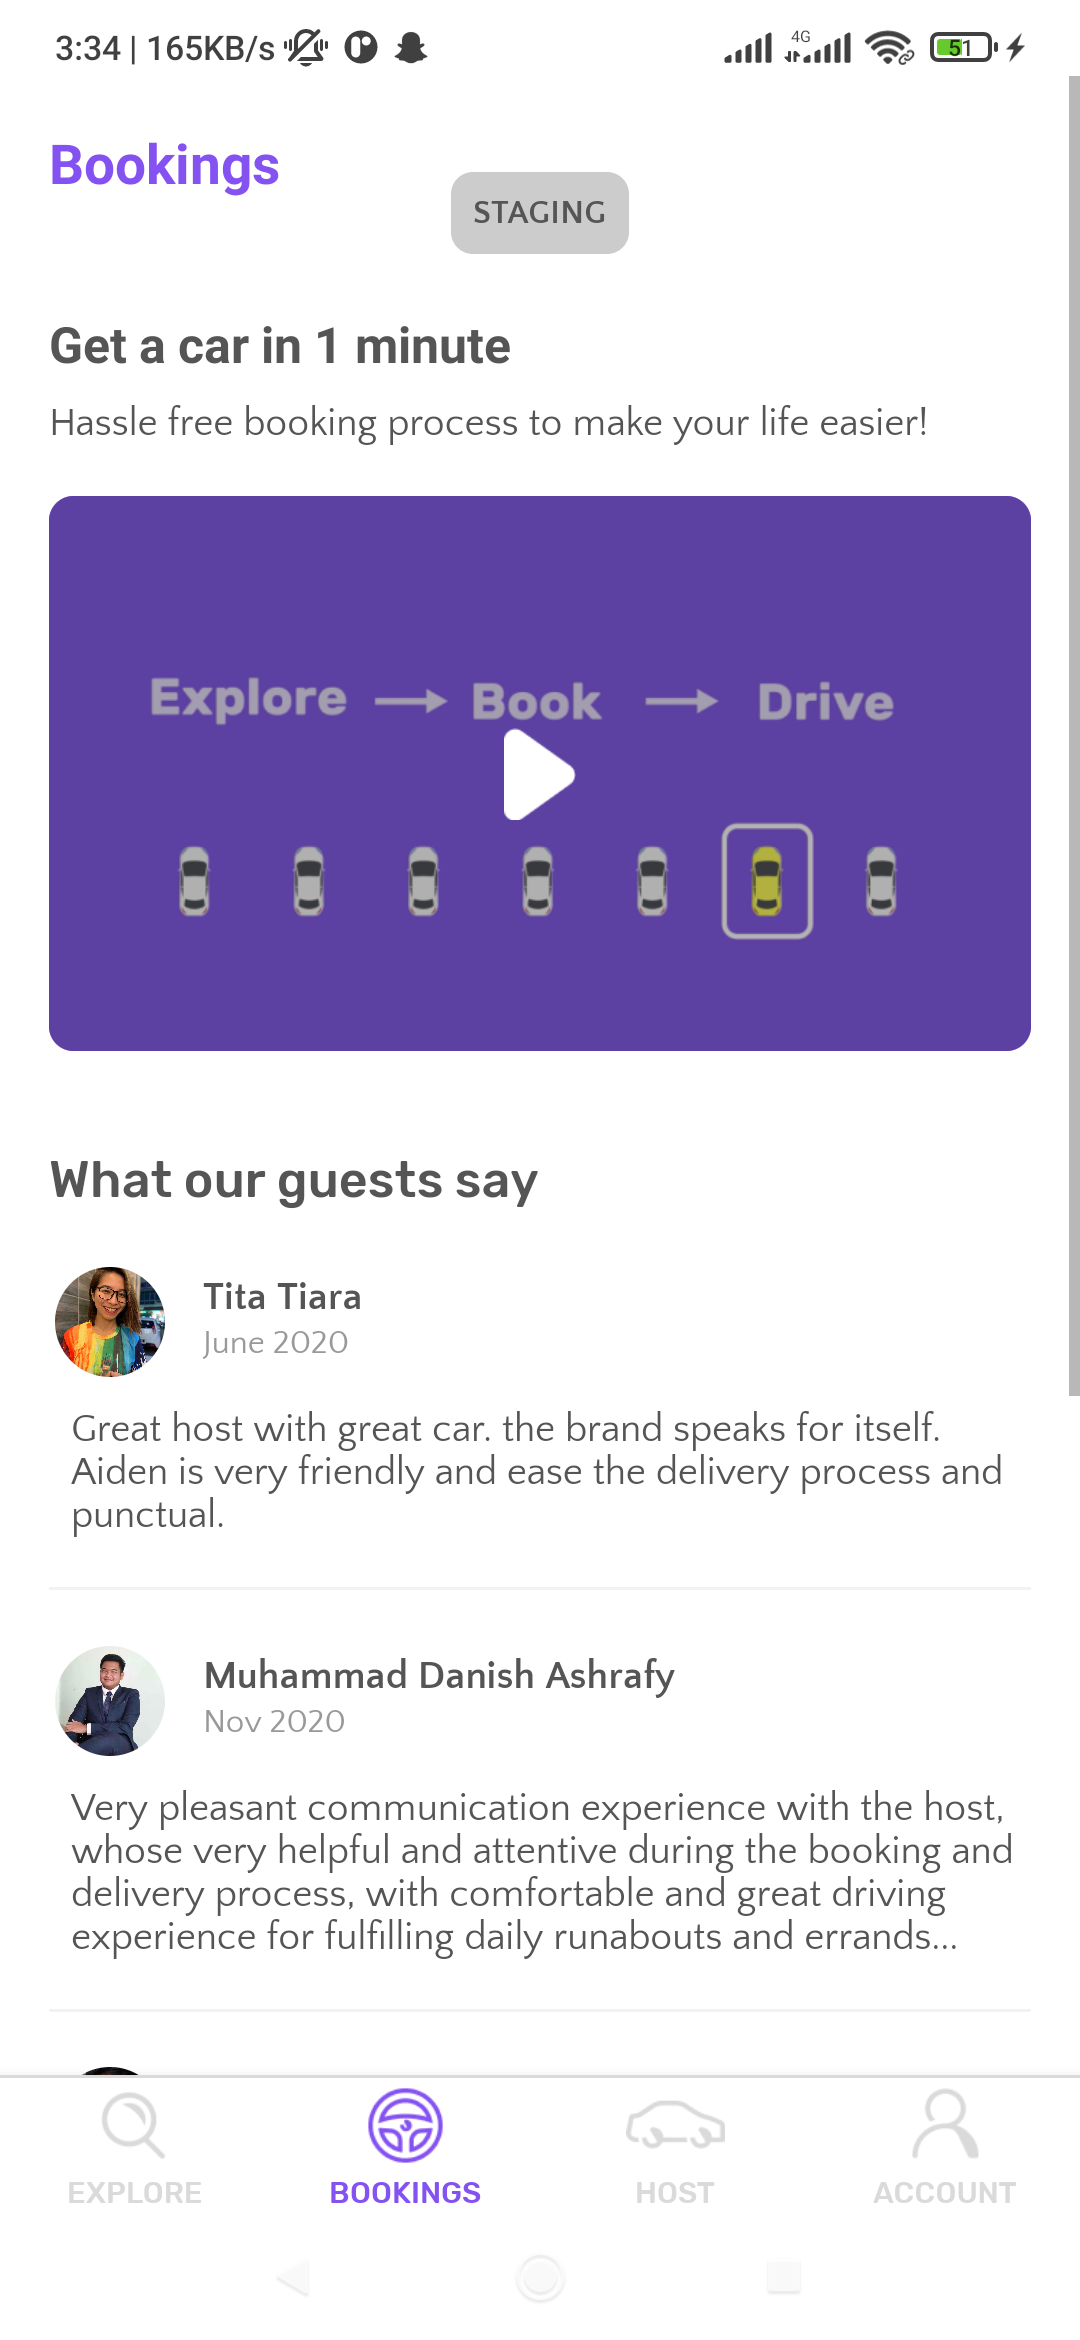 3:34 | 165KB/s
4G
51
Bookings
STAGING
Get a car in 1 minute
Hassle free booking process to make your life easier!
Explore
Book
Drive
What our guests say
Tita Tiara
June 2020
Great host with great car. the brand speaks for itself.
Aiden is very friendly and ease the delivery process and
punctual.
Muhammad Danish Ashrafy
Nov 2020
Very pleasant communication experience with the host,
whose very helpful and attentive during the booking and
delivery process, with comfortable and great driving
experience for fulfilling daily runabouts and errands...
EXPLORE
BOOKINGS
HOST
ACCOUNT